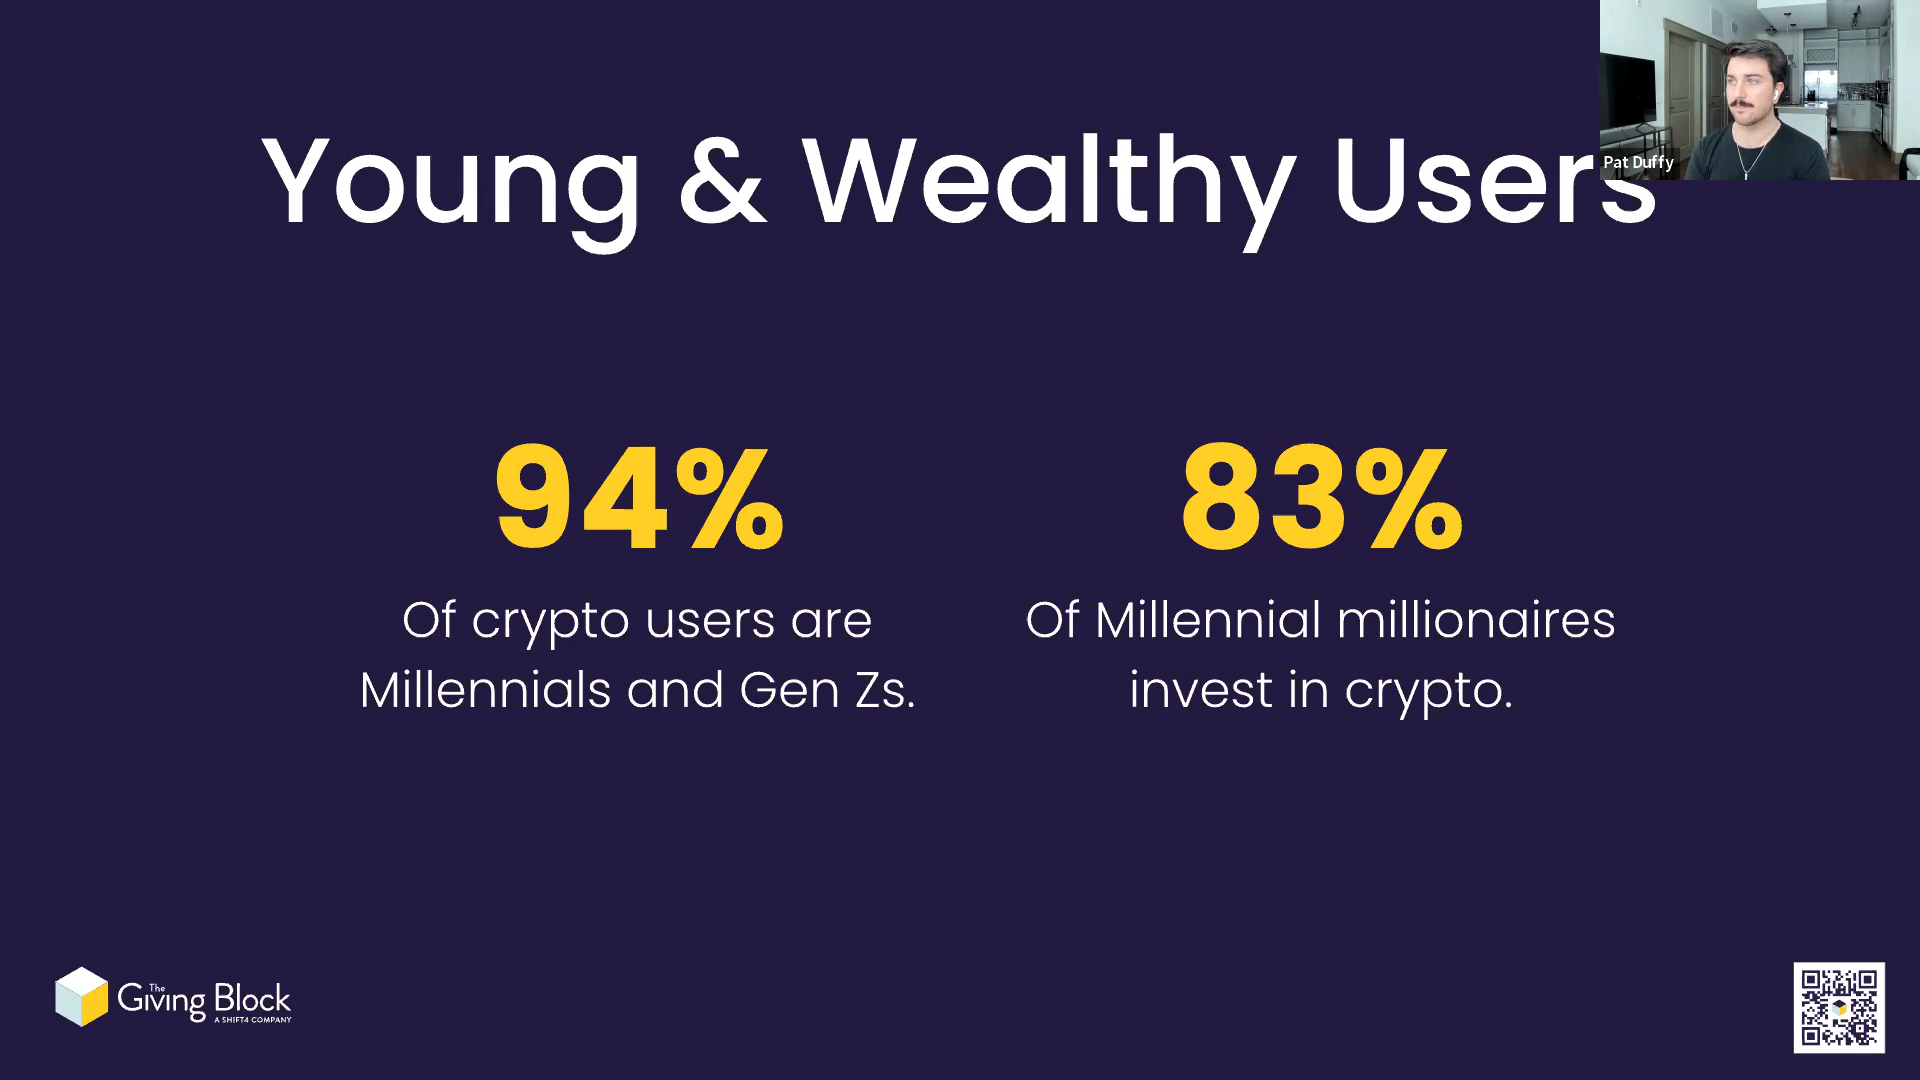 Young & Wealthy Users
Pat Duffy
94%
Of crypto users are
Millennials and Gen Zs.
83%
Of Millennial millionaires
invest in crypto.
The
Giving Block
A SHIFT4 COMPANY